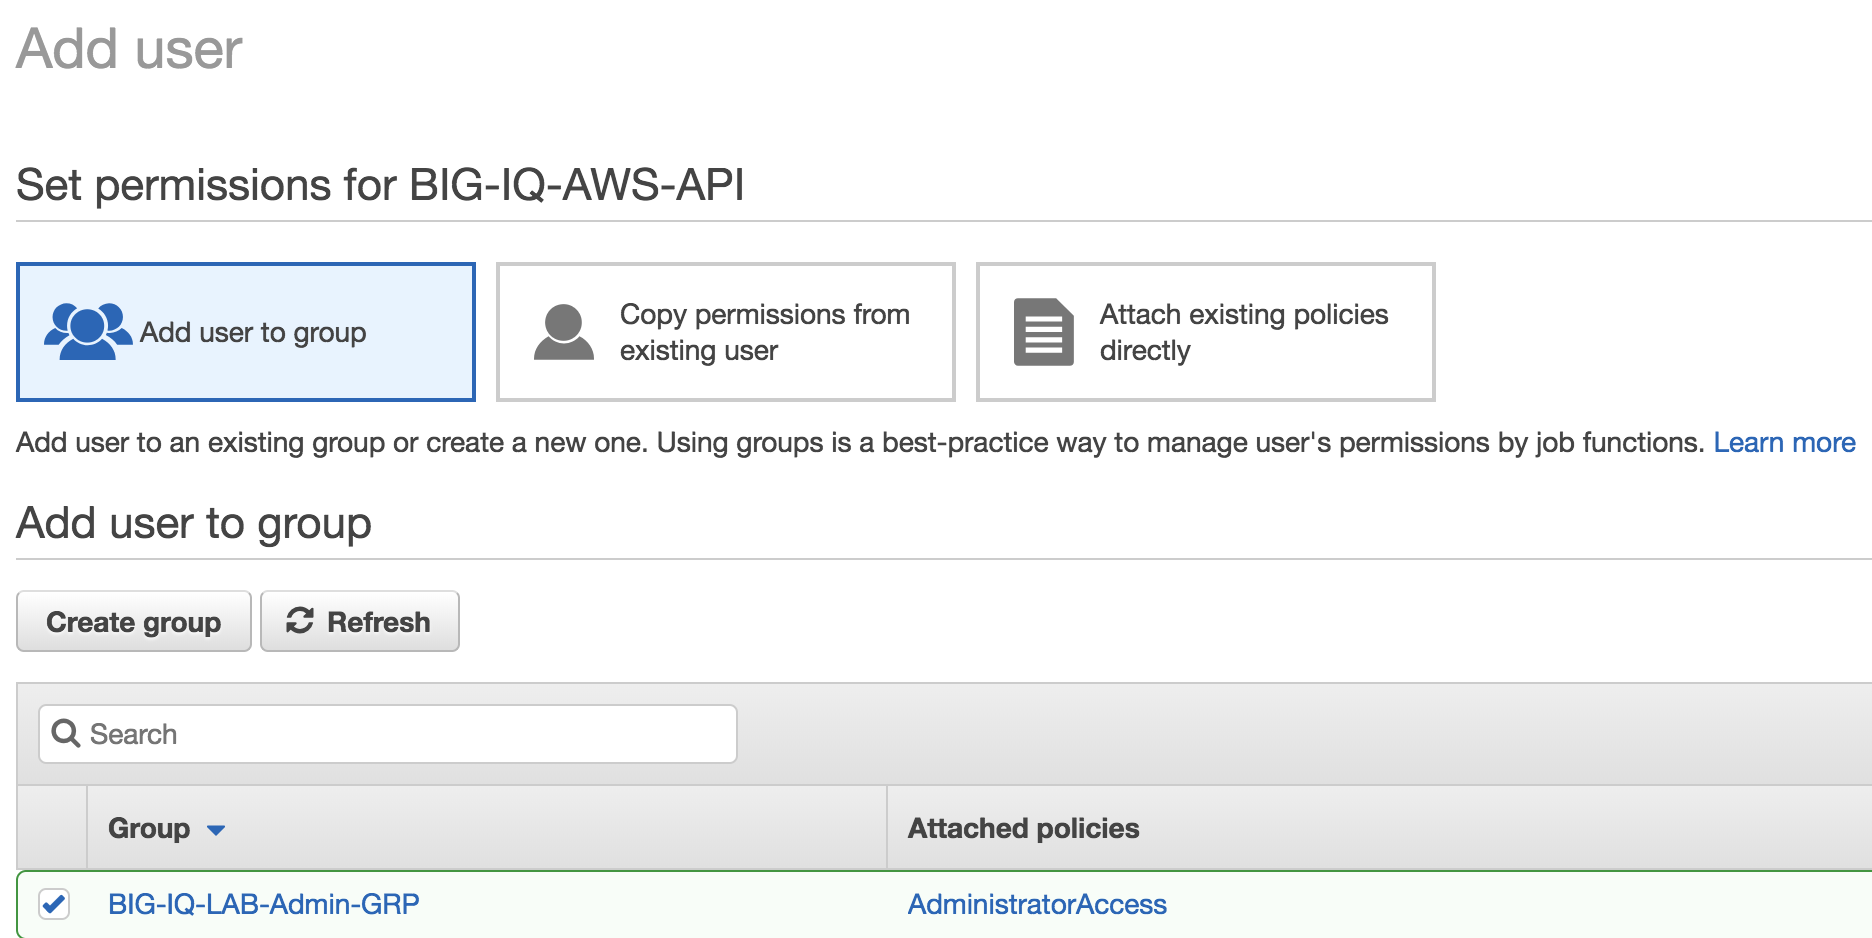 Add user
Set permissions for BIG-IQ-AWS-API
Add user to group
Copy permissions from
existing user
Attach existing policies
directly
Add user to an existing group or create a new one. Using groups is a best-practice way to manage user's permissions by job functions. Learn more
Add user to group
Create group
Refresh
Search
Group
Attached policies
BIG-IQ-LAB-Admin-GRP
AdministratorAccess